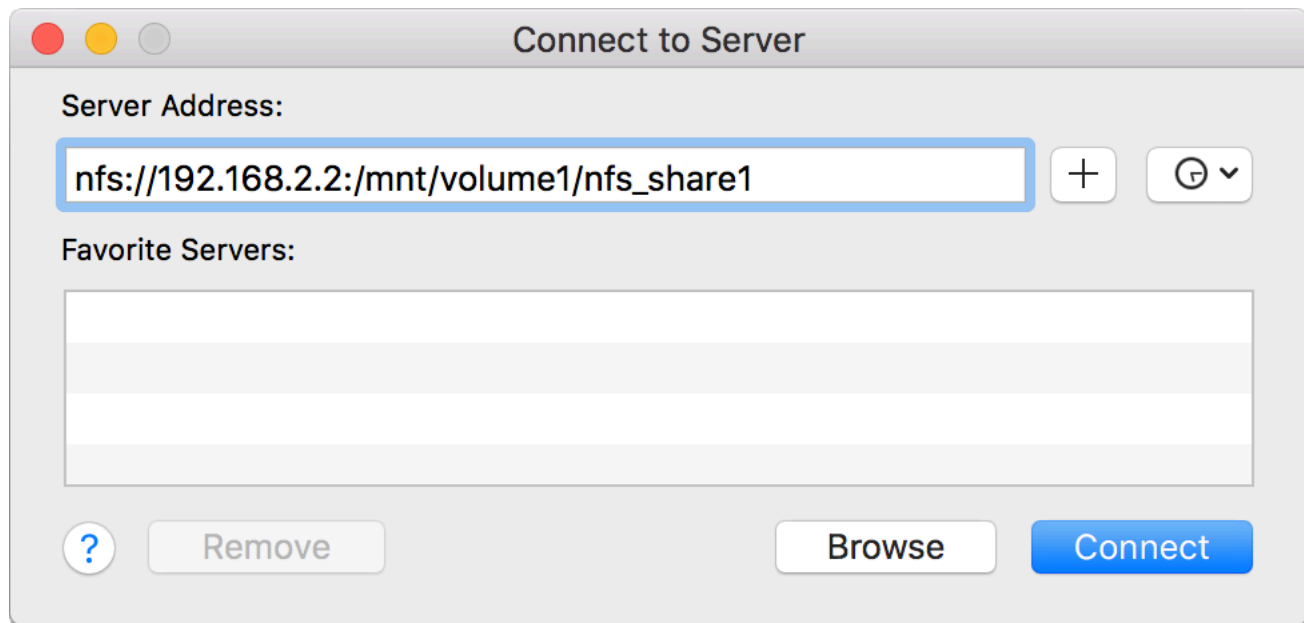 Connect to Server
Server Address:
nfs://192.168.2.2:/mnt/volume1/nfs_share1
Favorite Servers:
? Remove Browse Connect